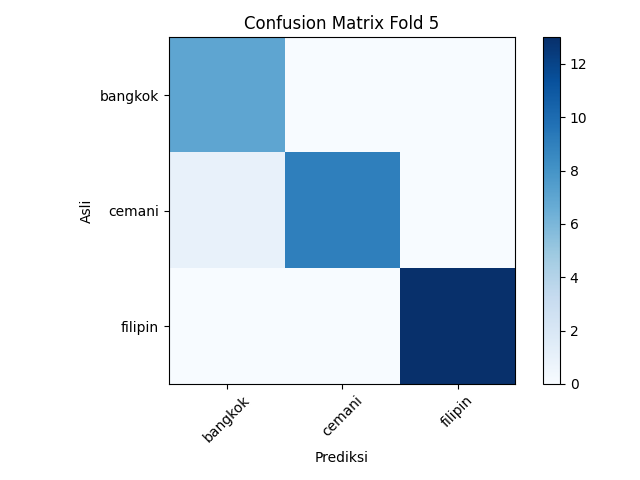 Confusion Matrix Fold 5
Asli
bangkok
cemani
filipin
bangkok
cemani
filipin
Prediksi
12
10
8
6
4
2
0